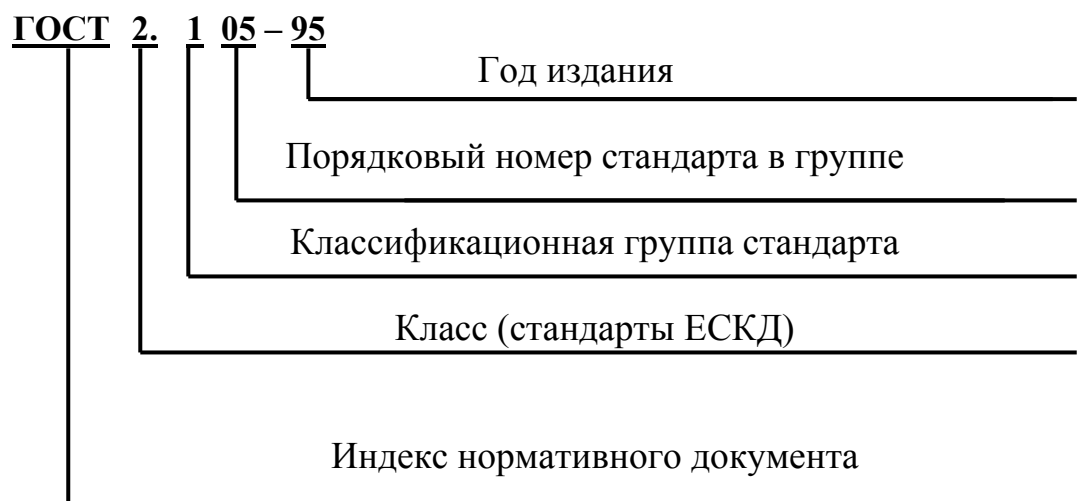 ГОСТ 2. 1 05 – 95
Год издания
Порядковый номер стандарта в группе
Классификационная группа стандарта
Класс (стандарты ЕСКД)
Индекс нормативного документа